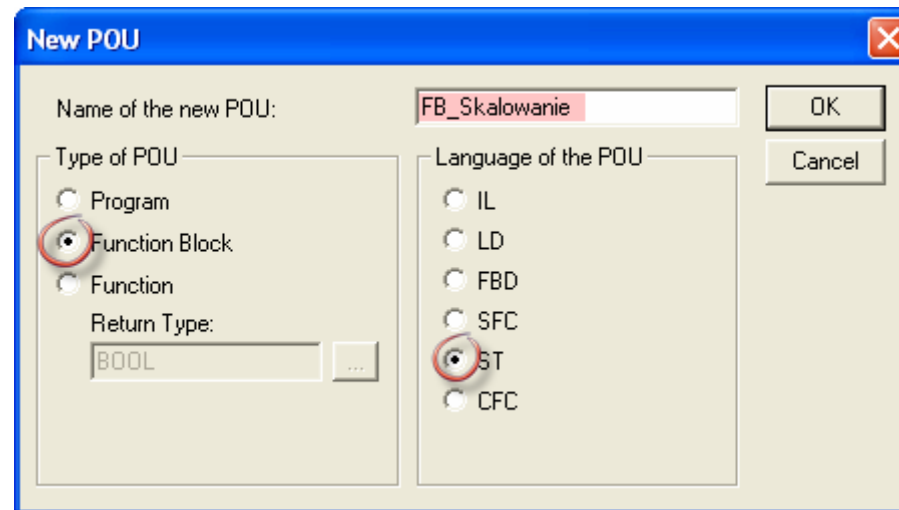 New POU
Name of the new POU:
FB_Skalowanie
OK
Cancel
Type of POU
Program
Function Block
Function
Return Type:
BOOL
...
Language of the POU
IL
LD
FBD
SFC
ST
CFC